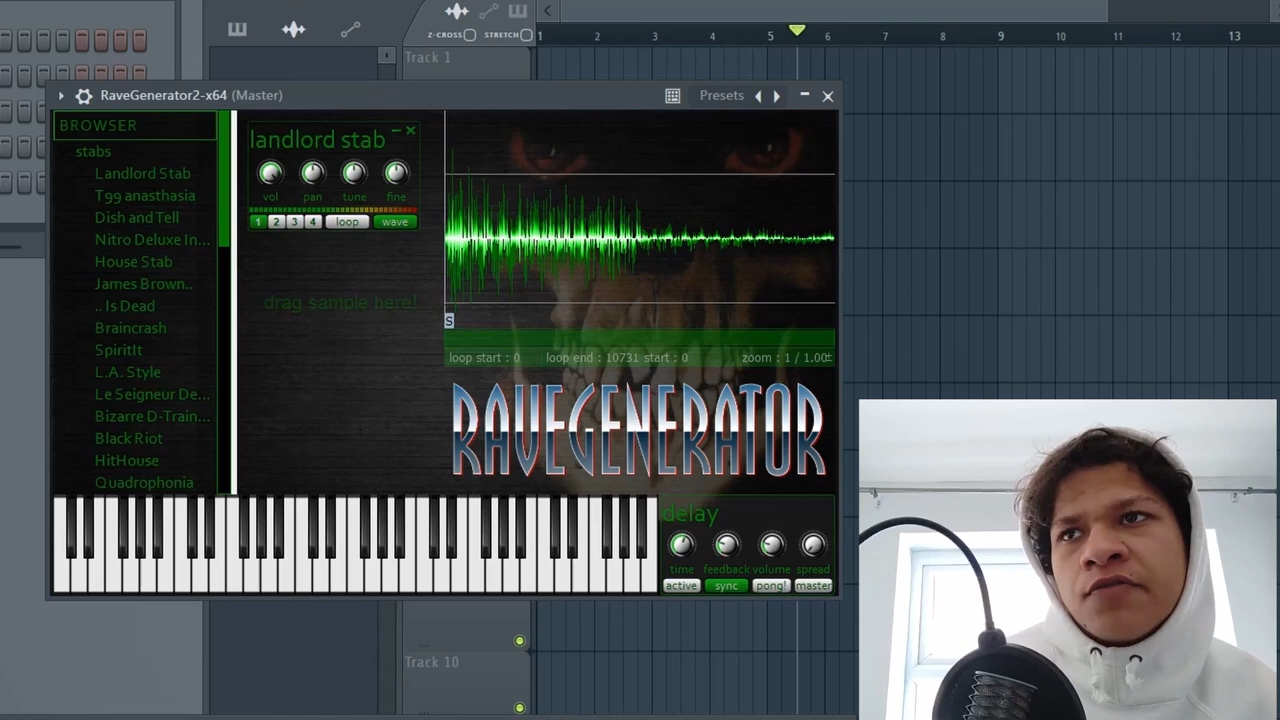 Z-CROSS STRETCH
1 2 3 4 5 6 7 8 9 10 11 12 13
Track 1
RaveGenerator2-x64 (Master)
Presets
BROWSER
stabs
Landlord Stab
T99 anasthasia
Dish and Tell
Nitro Deluxe In...
House Stab
James Brown..
.. Is Dead
Braincrash
SpiritIt
L.A. Style
Le Seigneur De...
Bizarre D-Train...
Black Riot
HitHouse
Quadrophonia
landlord stab
vol pan tune fine
1 2 3 4 loop wave
drag sample here!
S
loop start : 0 loop end : 10731 start : 0 zoom : 1 / 1.00
RAVEGENERATOR
delay
time feedback volume spread
active sync pong! master
...
Track 10
...